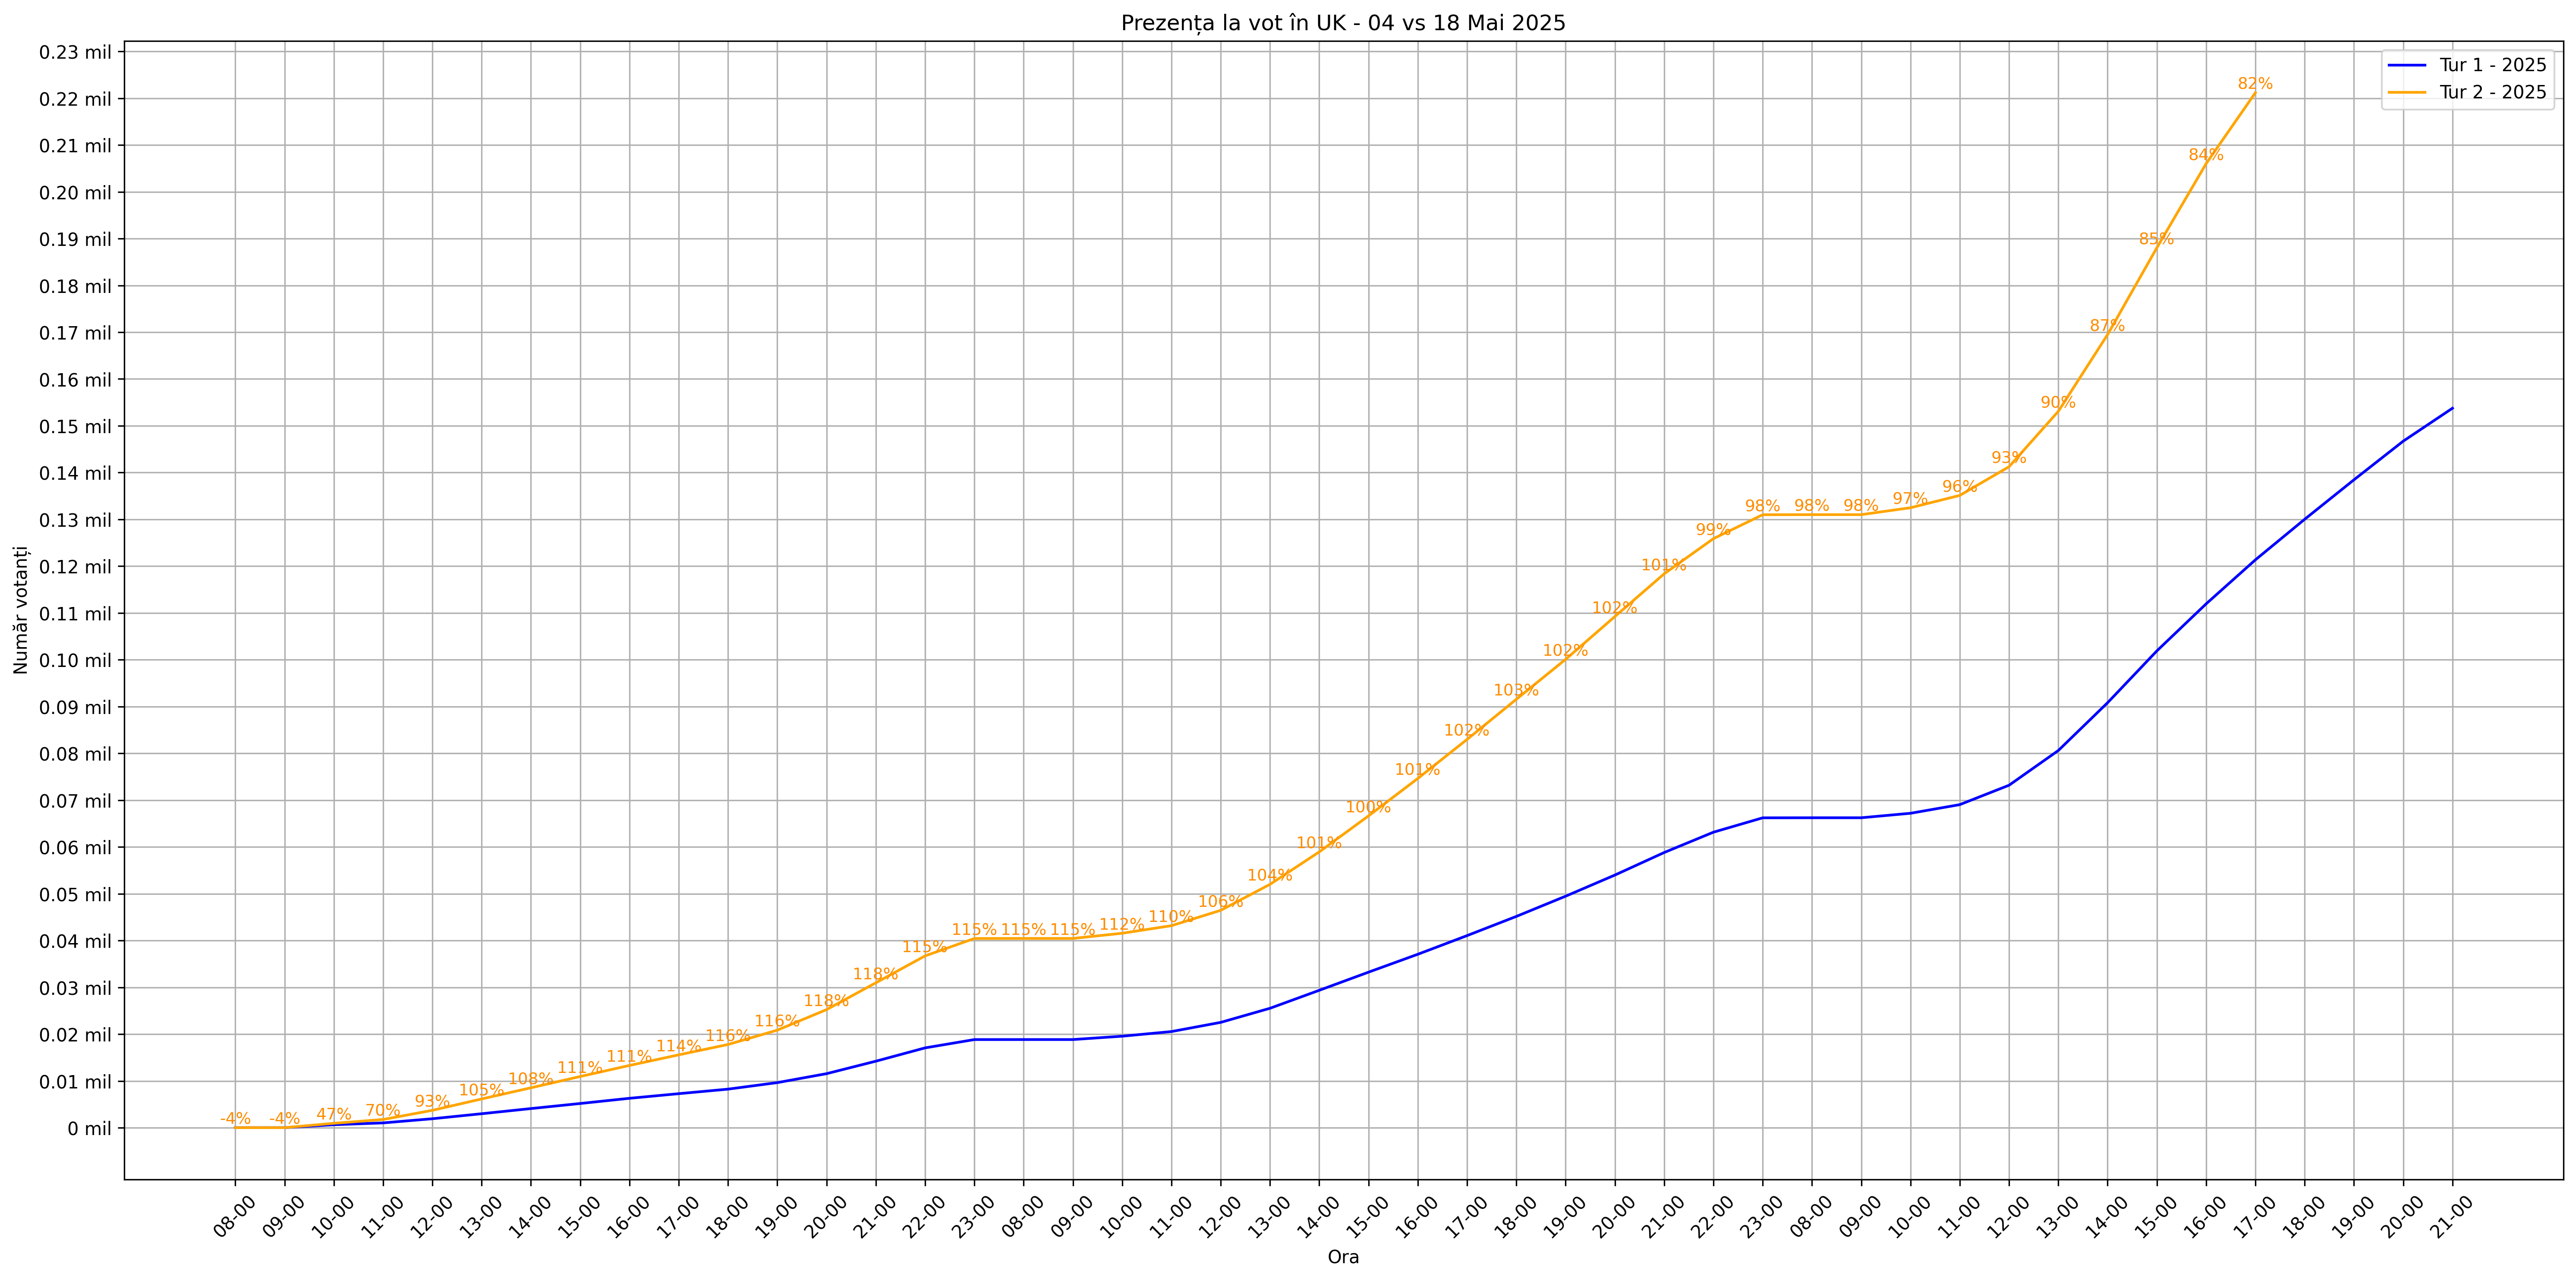 Prezența la vot în UK - 04 vs 18 Mai 2025
Tur 1 - 2025
Tur 2 - 2025
Număr votanți
0.23 mil
0.22 mil
0.21 mil
0.20 mil
0.19 mil
0.18 mil
0.17 mil
0.16 mil
0.15 mil
0.14 mil
0.13 mil
0.12 mil
0.11 mil
0.10 mil
0.09 mil
0.08 mil
0.07 mil
0.06 mil
0.05 mil
0.04 mil
0.03 mil
0.02 mil
0.01 mil
0 mil
-4% -4% 47% 70% 93% 105% 108% 111% 111% 114% 116% 116% 118% 118% 115% 115% 115% 115% 112% 110% 106% 104% 101% 100% 101% 102% 103% 102% 102% 101% 99% 98% 98% 98% 97% 96% 93% 90% 87% 85% 84% 82%
08-00 09-00 10-00 11-00 12-00 13-00 14-00 15-00 16-00 17-00 18-00 19-00 20-00 21-00 22-00 23-00 08-00 09-00 10-00 11-00 12-00 13-00 14-00 15-00 16-00 17-00 18-00 19-00 20-00 21-00 22-00 23-00 08-00 09-00 10-00 11-00 12-00 13-00 14-00 15-00 16-00 17-00 18-00 19-00 20-00 21-00
Ora